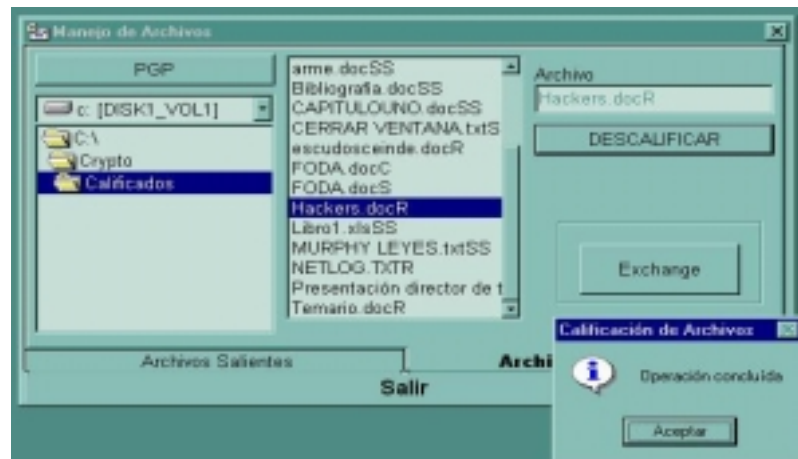 Manejo de Archivos
PGP
c: [DISK1_VOL1]
C:\
Crypto
Calificados
arme.docSS
Bibliografia.docSS
CAPITULOUNO.docSS
CERRAR VENTANA.txtS
escudosceinde.docR
FODA.docC
FODA.docS
Hackers.docR
Libro1.xlsSS
MURPHY LEYES.txtSS
NETLOG.TXTR
Presentación director de t
Temario.docR
Archivo
Hackers.docR
DESCALIFICAR
Exchange
Archivos Salientes
Archi
Salir
Calificación de Archivos
Operación concluída
Aceptar